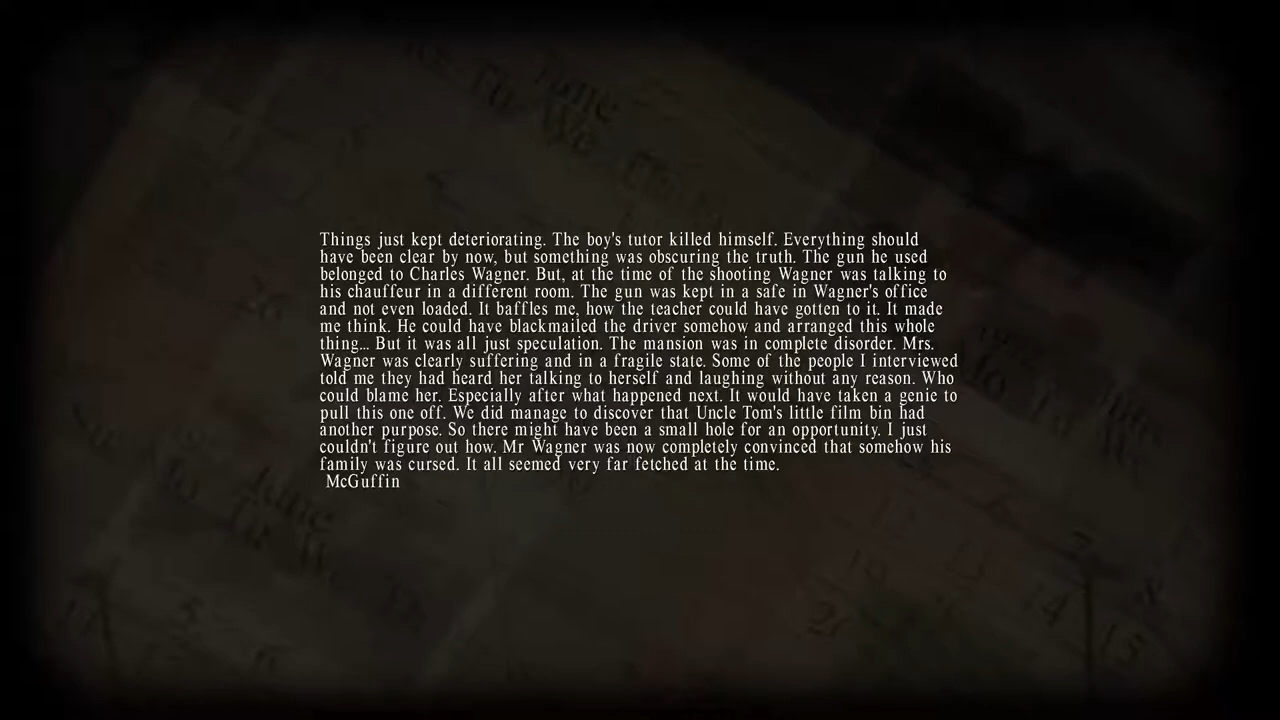 Things just kept deteriorating. The boy's tutor killed himself. Everything should
have been clear by now, but something was obscuring the truth. The gun he used
belonged to Charles Wagner. But, at the time of the shooting Wagner was talking to
his chauffeur in a different room. The gun was kept in a safe in Wagner's office
and not even loaded. It baffles me, how the teacher could have gotten to it. It made
me think. He could have blackmailed the driver somehow and arranged this whole
thing... But it was all just speculation. The mansion was in complete disorder. Mrs.
Wagner was clearly suffering and in a fragile state. Some of the people I interviewed
told me they had heard her talking to herself and laughing without any reason. Who
could blame her. Especially after what happened next. It would have taken a genie to
pull this one off. We did manage to discover that Uncle Tom's little film bin had
another purpose. So there might have been a small hole for an opportunity. I just
couldn't figure out how. Mr Wagner was now completely convinced that somehow his
family was cursed. It all seemed very far fetched at the time.
McGuffin